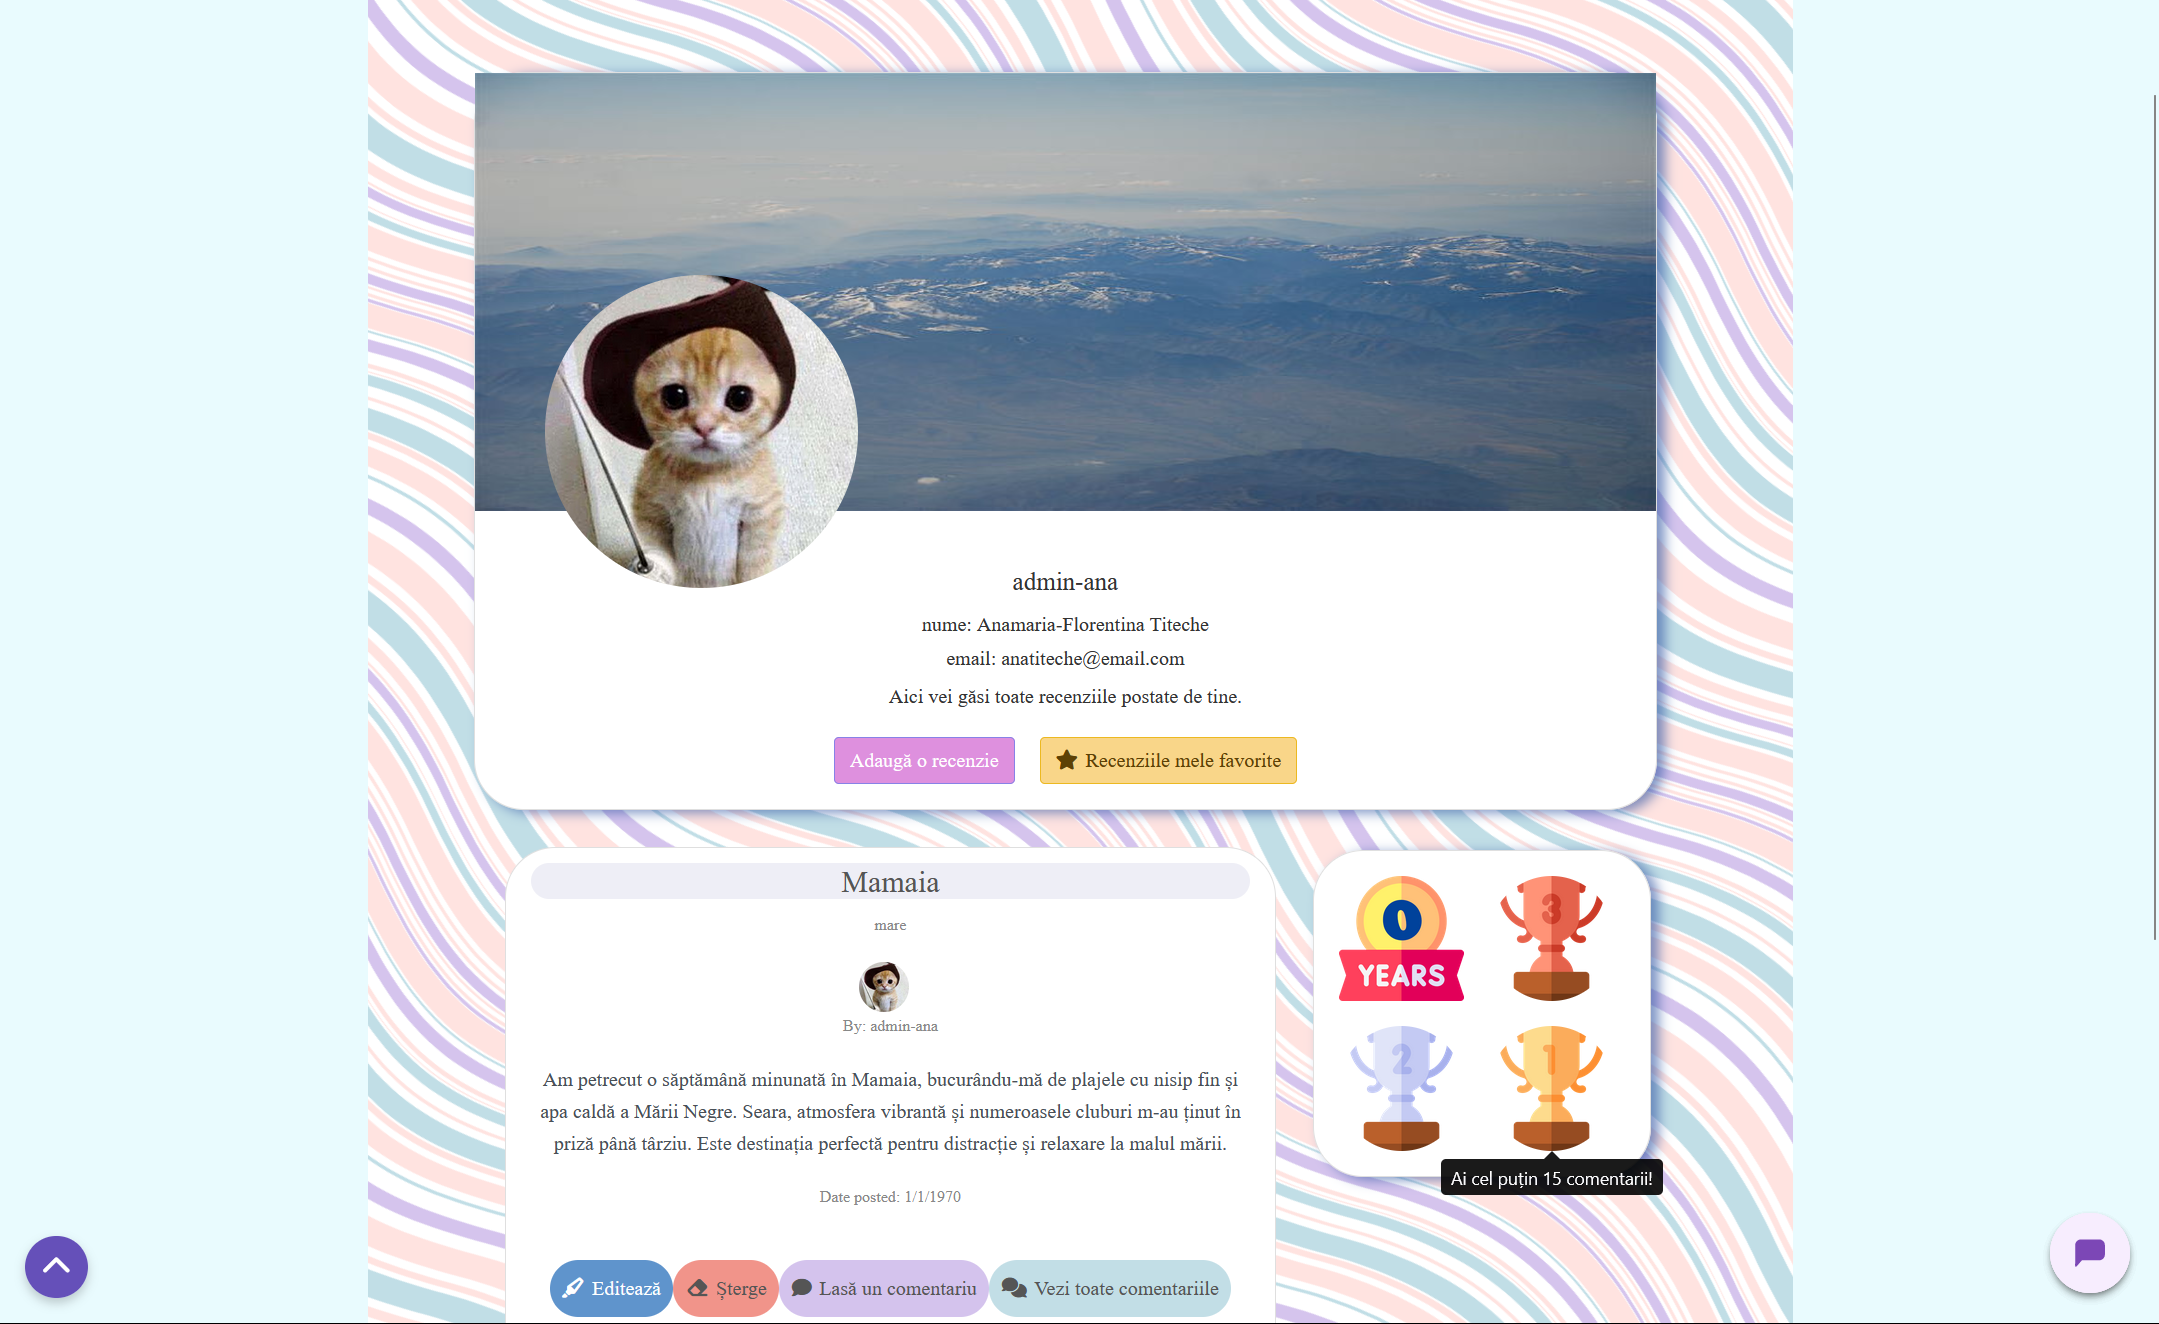 admin-ana
nume: Anamaria-Florentina Titeche
email: anatiteche@email.com
Aici vei găsi toate recenziile postate de tine.
Adaugă o recenzie
Recenziile mele favorite
Mamaia
mare
By: admin-ana
Am petrecut o săptămână minunată în Mamaia, bucurându-mă de plajele cu nisip fin și
apa caldă a Mării Negre. Seara, atmosfera vibrantă și numeroasele cluburi m-au ținut în
priză până târziu. Este destinația perfectă pentru distracție și relaxare la malul mării.
Date posted: 1/1/1970
Editează
Șterge
Lasă un comentariu
Vezi toate comentariile
0
YEARS
3
2
1
Ai cel puțin 15 comentarii!